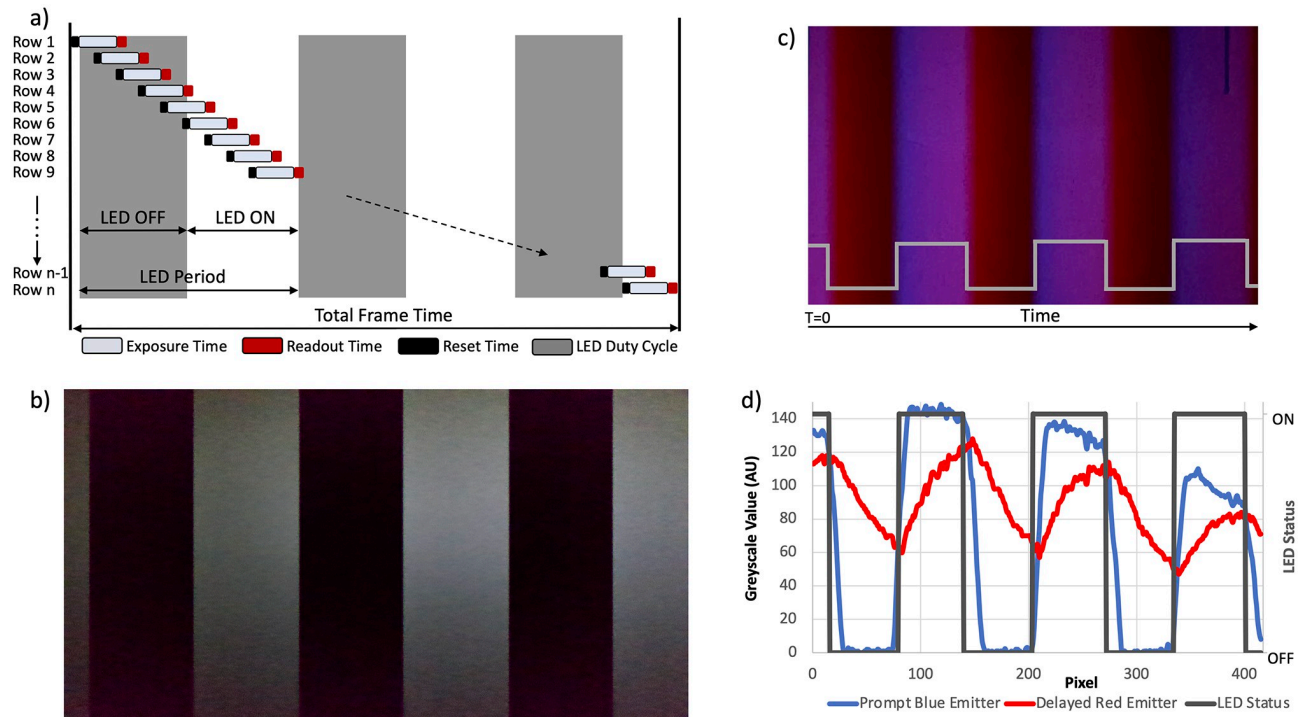 a)
Row 1
Row 2
Row 3
Row 4
Row 5
Row 6
Row 7
Row 8
Row 9
LED OFF
LED ON
Row n-1
Row n
LED Period
Total Frame Time
Exposure Time
Readout Time
Reset Time
LED Duty Cycle
b)
c)
T=0
Time
d)
Greyscale Value (AU)
140
120
100
80
60
40
20
0
0
100
200
300
400
Pixel
ON
OFF
LED Status
Prompt Blue Emitter
Delayed Red Emitter
LED Status